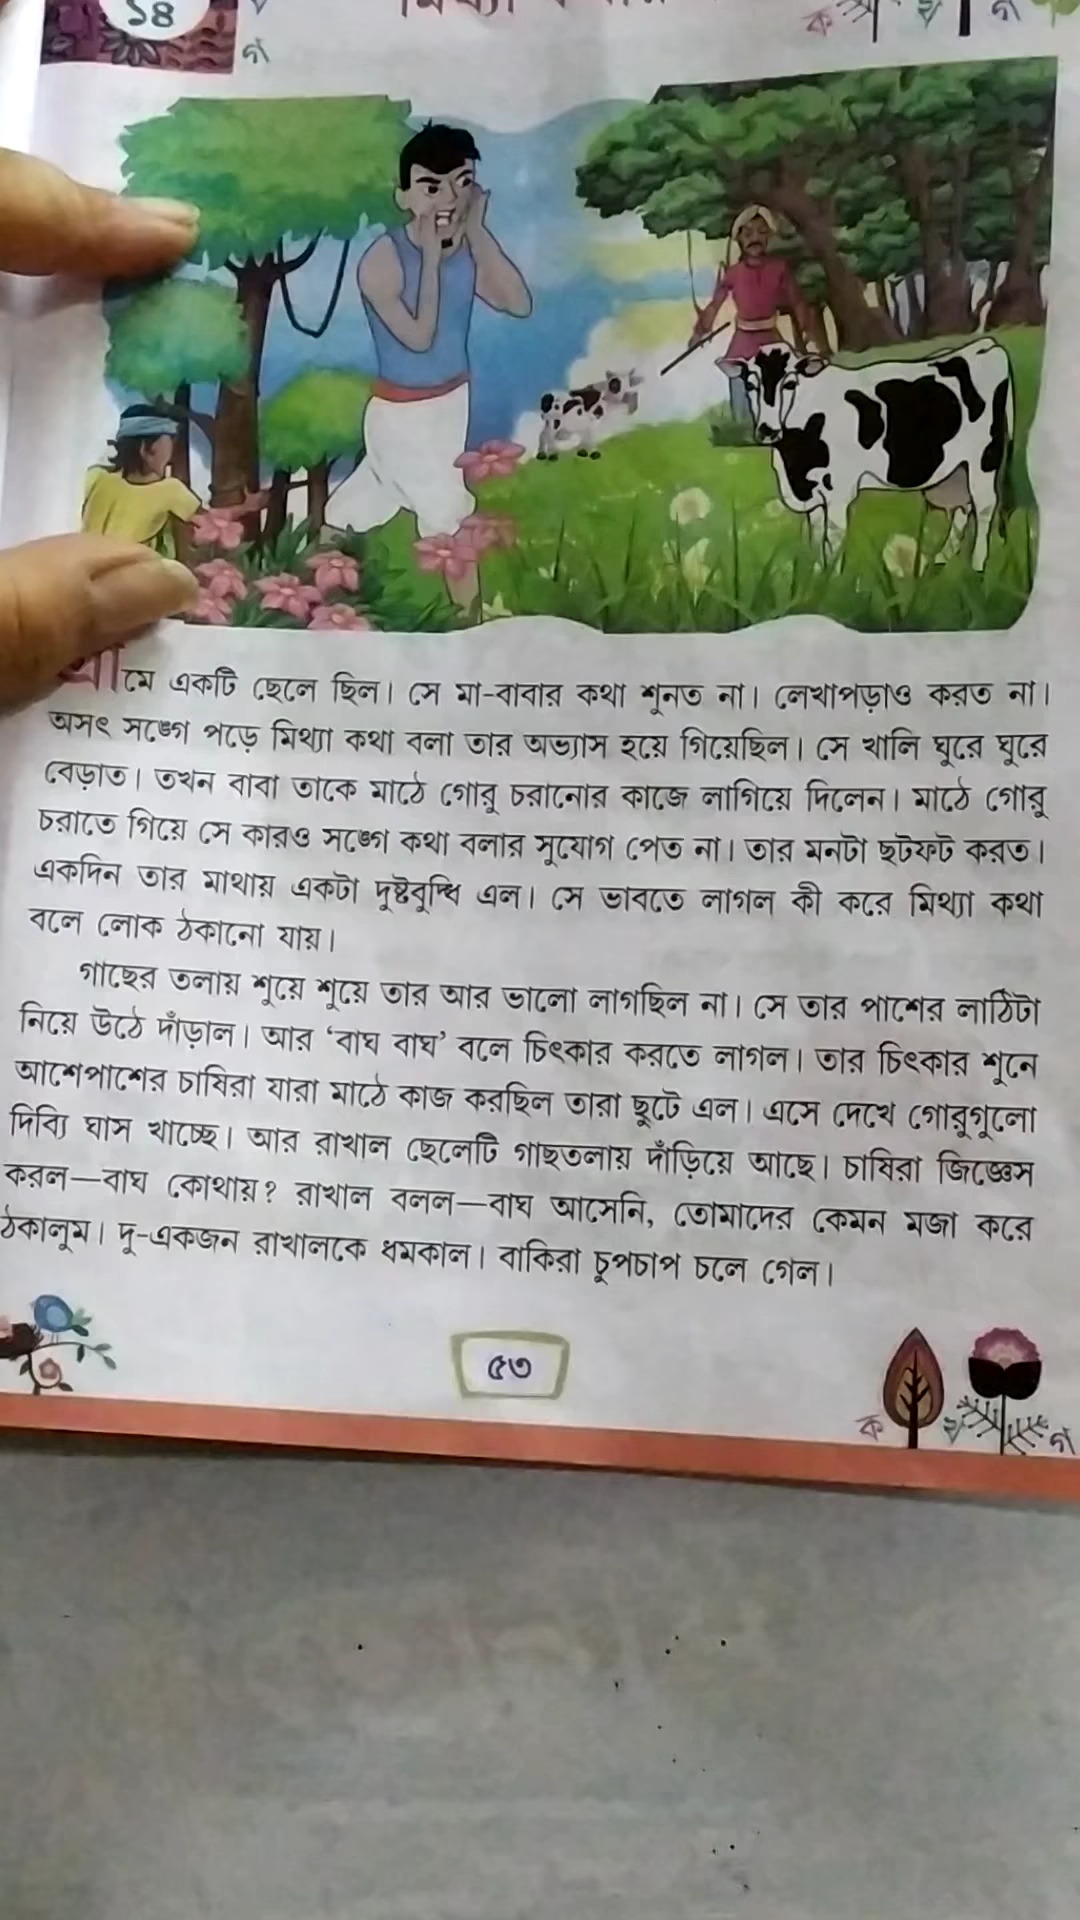 ১৪
মিথ্যা
ক খ গ
গ
গ্রামে একটি ছেলে ছিল। সে মা-বাবার কথা শুনত না। লেখাপড়াও করত না।
অসৎ সঙ্গে পড়ে মিথ্যা কথা বলা তার অভ্যাস হয়ে গিয়েছিল। সে খালি ঘুরে ঘুরে
বেড়াত। তখন বাবা তাকে মাঠে গোরু চরানোর কাজে লাগিয়ে দিলেন। মাঠে গোরু
চরাতে গিয়ে সে কারও সঙ্গে কথা বলার সুযোগ পেত না। তার মনটা ছটফট করত।
একদিন তার মাথায় একটা দুষ্টবুদ্ধি এল। সে ভাবতে লাগল কী করে মিথ্যা কথা
বলে লোক ঠকানো যায়।
গাছের তলায় শুয়ে শুয়ে তার আর ভালো লাগছিল না। সে তার পাশের লাঠিটা
নিয়ে উঠে দাঁড়াল। আর ‘বাঘ বাঘ’ বলে চিৎকার করতে লাগল। তার চিৎকার শুনে
আশেপাশের চাষিরা যারা মাঠে কাজ করছিল তারা ছুটে এল। এসে দেখে গোরুগুলো
দিব্যি ঘাস খাচ্ছে। আর রাখাল ছেলেটি গাছতলায় দাঁড়িয়ে আছে। চাষিরা জিজ্ঞেস
করল—বাঘ কোথায়? রাখাল বলল—বাঘ আসেনি, তোমাদের কেমন মজা করে
ঠকালুম। দু-একজন রাখালকে ধমকাল। বাকিরা চুপচাপ চলে গেল।
৫৩
ক খ গ